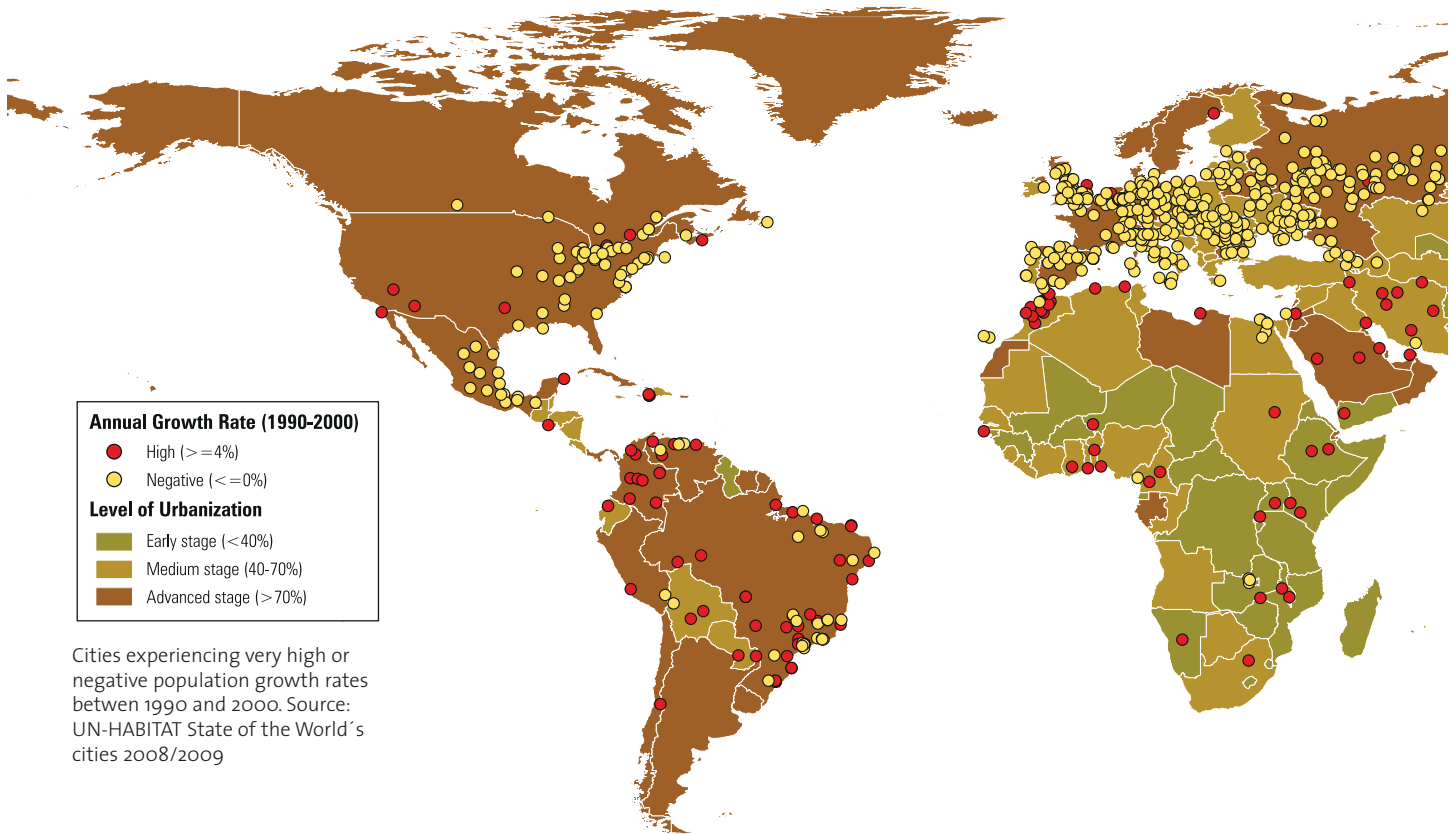 Annual Growth Rate (1990-2000)
High (>=4%)
Negative (<=0%)
Level of Urbanization
Early stage (<40%)
Medium stage (40-70%)
Advanced stage (>70%)
Cities experiencing very high or
negative population growth rates
betwen 1990 and 2000. Source:
UN-HABITAT State of the World´s
cities 2008/2009